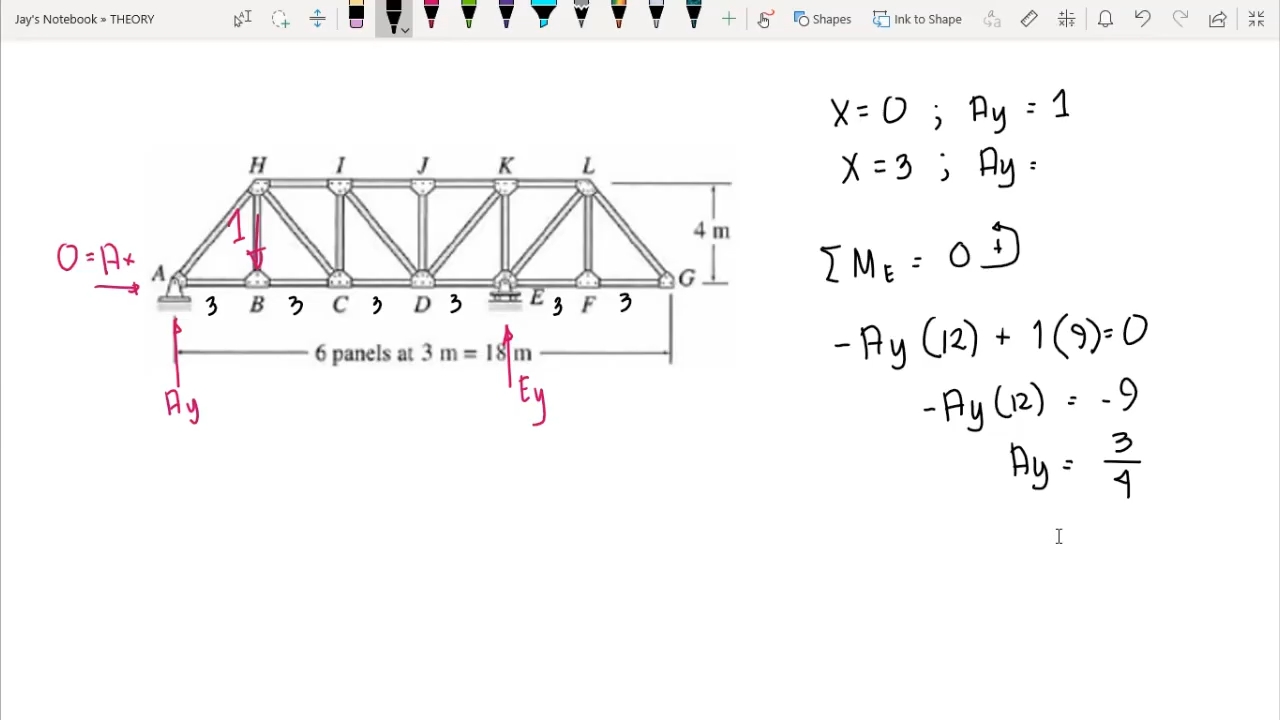 Jay's Notebook » THEORY
Shapes
Ink to Shape
X = 0 ; Ay = 1
X = 3 ; Ay =
ΣM_E = 0 +
-Ay (12) + 1(9) = 0
-Ay (12) = -9
Ay = 3/4
H I J K L
4 m
1
0 = Ax
A B C D E F G
3 3 3 3 3 3
6 panels at 3 m = 18 m
Ay
Ey